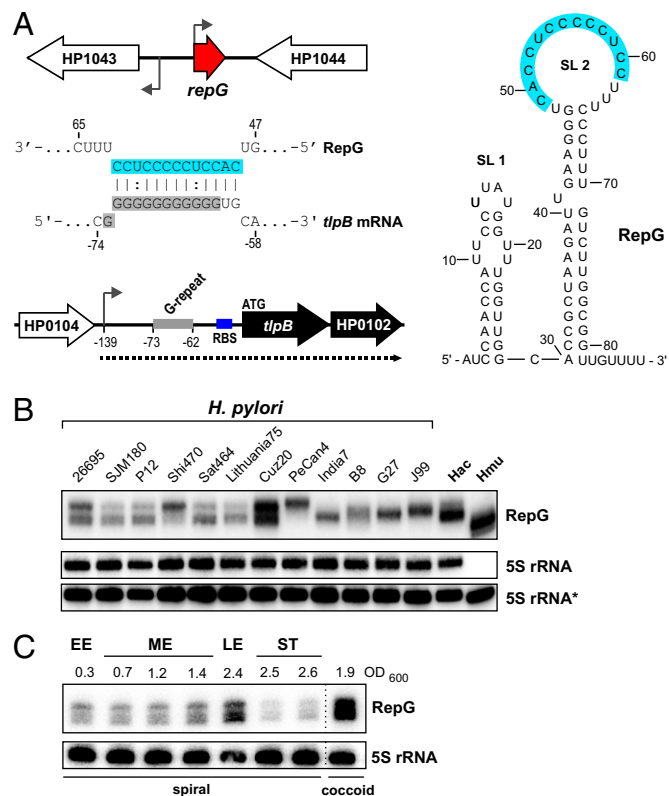 A
HP1043
repG
HP1044
65 47
3'-...CUUU UG...-5' RepG
CCUCCCCCUCCAC
||:|||||:||||
GGGGGGGGGGGUG
5'-...CG CA...-3' tlpB mRNA
-74 -58
HP0104
G-repeat
ATG
tlpB
HP0102
-139
-73
-62
RBS
SL 2
50
60
SL 1
70
40
RepG
10
20
30
80
5'-
UUGUUUU -3'
B
H. pylori
26695 SJM180 P12 Shi470 Sat464 Lithuania75 Cuz20 PeCan4 India7 B8 G27 J99 Hac Hmu
RepG
5S rRNA
5S rRNA*
C
EE ME LE ST
0.3 0.7 1.2 1.4 2.4 2.5 2.6 1.9 OD600
RepG
5S rRNA
spiral coccoid